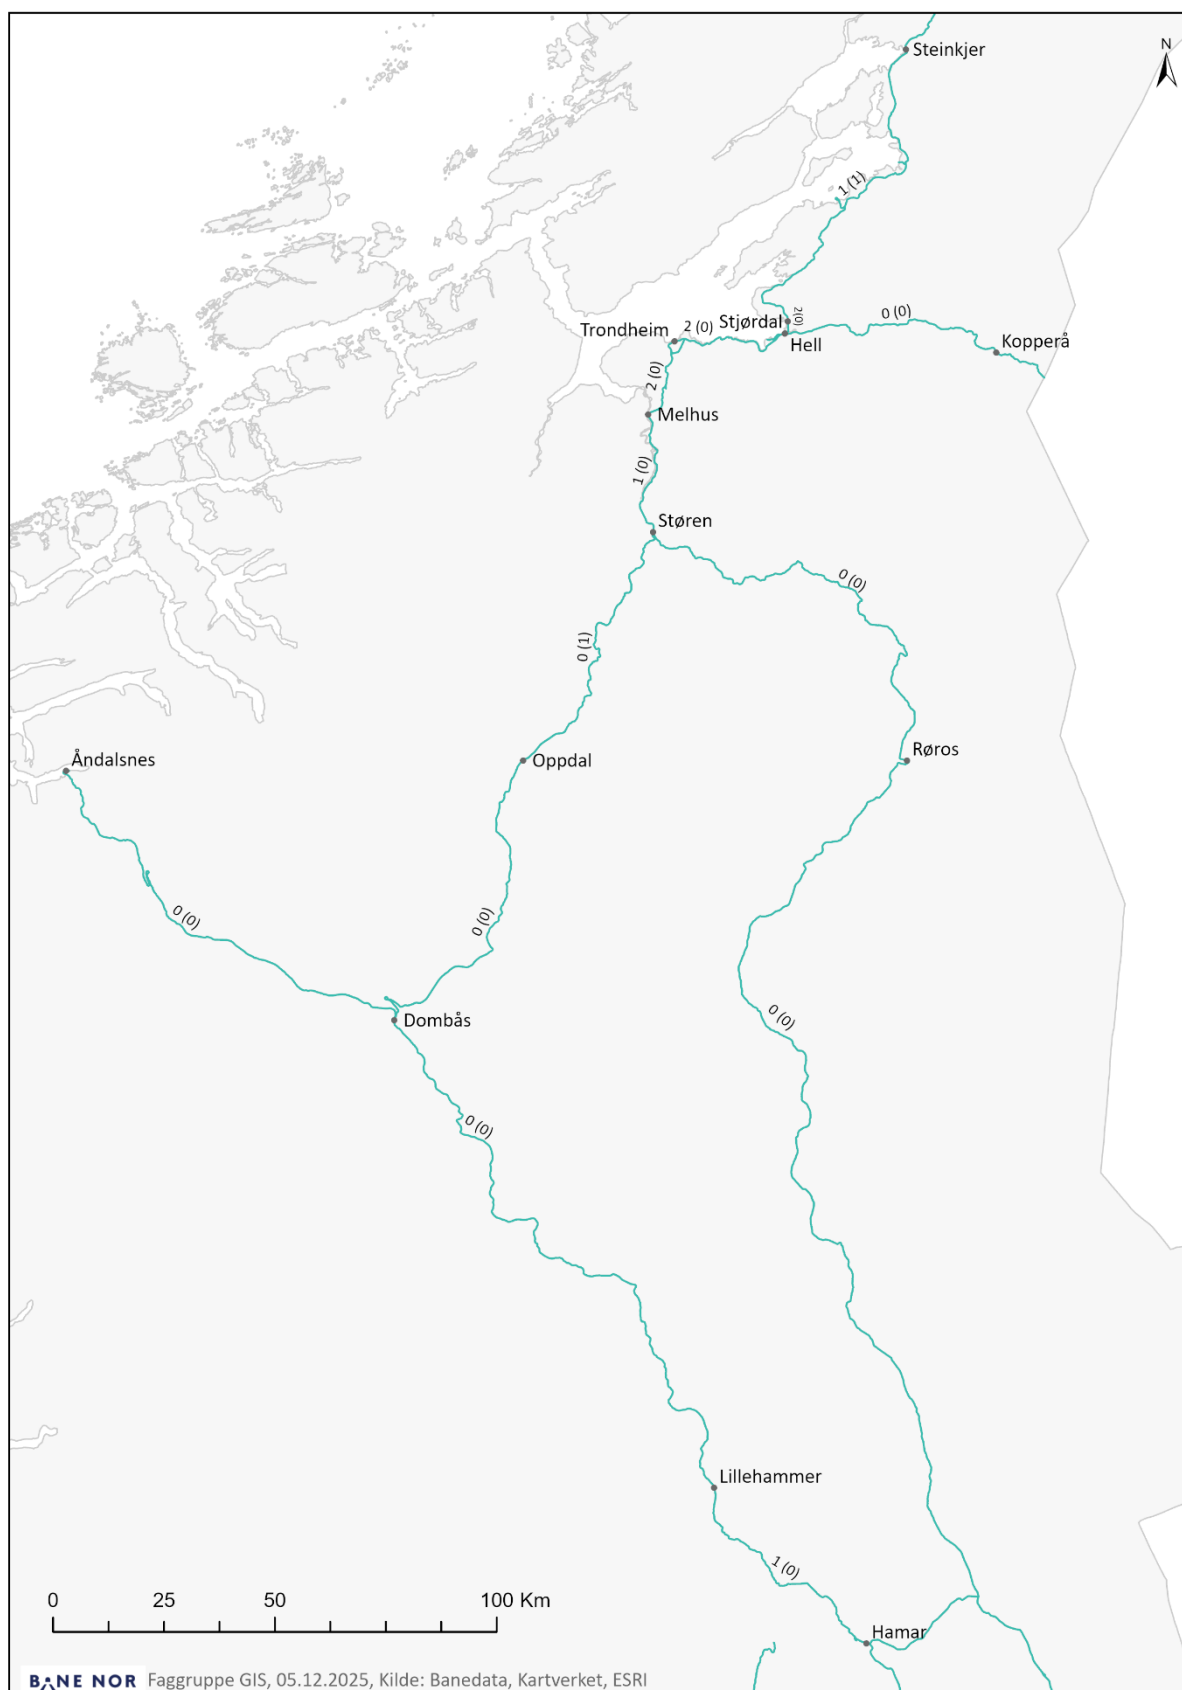 Steinkjer
N
1 (1)
Stjørdal
2(0)
0 (0)
Trondheim
2 (0)
Hell
Kopperå
2 (0)
Melhus
1 (0)
Støren
0 (0)
0 (1)
Åndalsnes
Oppdal
Røros
0 (0)
0 (0)
0 (0)
Dombås
0 (0)
Lillehammer
1 (0)
0 25 50 100 Km
Hamar
BANE NOR Faggruppe GIS, 05.12.2025, Kilde: Banedata, Kartverket, ESRI